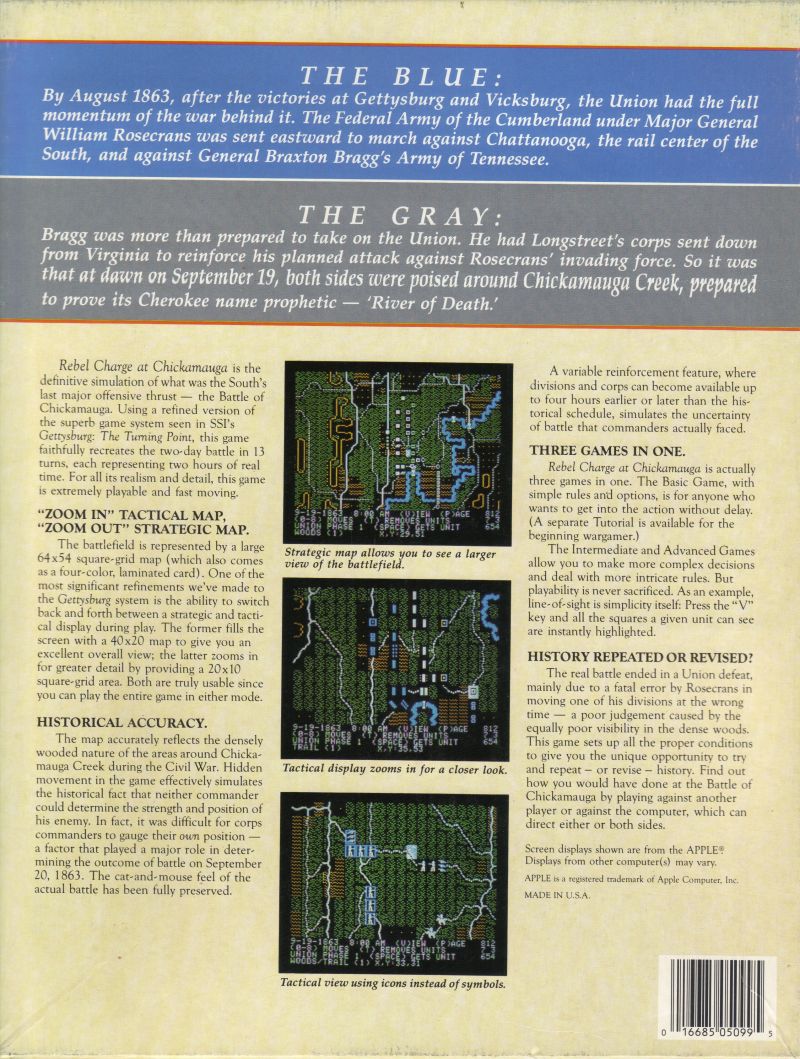 THE BLUE:
By August 1863, after the victories at Gettysburg and Vicksburg, the Union had the full
momentum of the war behind it. The Federal Army of the Cumberland under Major General
William Rosecrans was sent eastward to march against Chattanooga, the rail center of the
South, and against General Braxton Bragg's Army of Tennessee.
THE GRAY:
Bragg was more than prepared to take on the Union. He had Longstreet's corps sent down
from Virginia to reinforce his planned attack against Rosecrans' invading force. So it was
that at dawn on September 19, both sides were poised around Chickamauga Creek, prepared
to prove its Cherokee name prophetic — 'River of Death.'
Rebel Charge at Chickamauga is the
definitive simulation of what was the South's
last major offensive thrust — the Battle of
Chickamauga. Using a refined version of
the superb game system seen in SSI's
Gettysburg: The Turning Point, this game
faithfully recreates the two-day battle in 13
turns, each representing two hours of real
time. For all its realism and detail, this game
is extremely playable and fast moving.
"ZOOM IN" TACTICAL MAP,
"ZOOM OUT" STRATEGIC MAP.
The battlefield is represented by a large
64x54 square-grid map (which also comes
as a four-color, laminated card). One of the
most significant refinements we've made to
the Gettysburg system is the ability to switch
back and forth between a strategic and tacti-
cal display during play. The former fills the
screen with a 40x20 map to give you an
excellent overall view; the latter zooms in
for greater detail by providing a 20x10
square-grid area. Both are truly usable since
you can play the entire game in either mode.
HISTORICAL ACCURACY.
The map accurately reflects the densely
wooded nature of the areas around Chicka-
mauga Creek during the Civil War. Hidden
movement in the game effectively simulates
the historical fact that neither commander
could determine the strength and position of
his enemy. In fact, it was difficult for corps
commanders to gauge their own position —
a factor that played a major role in deter-
mining the outcome of battle on September
20, 1863. The cat-and-mouse feel of the
actual battle has been fully preserved.
9-19-1863 8:00 AM (V)IEW (P)AGE 812
(0-8) MOVES (T) REMOVES UNITS 7 3
UNION PHASE 1 (SPACE) GETS UNIT 654
WOODS (1) X,Y:29,51
Strategic map allows you to see a larger
view of the battlefield.
9-19-1863 8:00 AM (V)IEW (P)AGE 812
(0-8) MOVES (T) REMOVES UNITS 7 3
UNION PHASE 1 (SPACE) GETS UNIT 654
TRAIL (1) X,Y:35,53
Tactical display zooms in for a closer look.
9-19-1863 8:00 AM (V)IEW (P)AGE 812
(0-8) MOVES (T) REMOVES UNITS 7 3
UNION PHASE 1 (SPACE) GETS UNIT 654
WOODS/TRAIL (1) X,Y:33,31
Tactical view using icons instead of symbols.
A variable reinforcement feature, where
divisions and corps can become available up
to four hours earlier or later than the his-
torical schedule, simulates the uncertainty
of battle that commanders actually faced.
THREE GAMES IN ONE.
Rebel Charge at Chickamauga is actually
three games in one. The Basic Game, with
simple rules and options, is for anyone who
wants to get into the action without delay.
(A separate Tutorial is available for the
beginning wargamer.)
The Intermediate and Advanced Games
allow you to make more complex decisions
and deal with more intricate rules. But
playability is never sacrificed. As an example,
line-of-sight is simplicity itself: Press the "V"
key and all the squares a given unit can see
are instantly highlighted.
HISTORY REPEATED OR REVISED?
The real battle ended in a Union defeat,
mainly due to a fatal error by Rosecrans in
moving one of his divisions at the wrong
time — a poor judgement caused by the
equally poor visibility in the dense woods.
This game sets up all the proper conditions
to give you the unique opportunity to try
and repeat – or revise – history. Find out
how you would have done at the Battle of
Chickamauga by playing against another
player or against the computer, which can
direct either or both sides.
Screen displays shown are from the APPLE®
Displays from other computer(s) may vary.
APPLE is a registered trademark of Apple Computer, Inc.
MADE IN U.S.A.
0 16685 05099 5